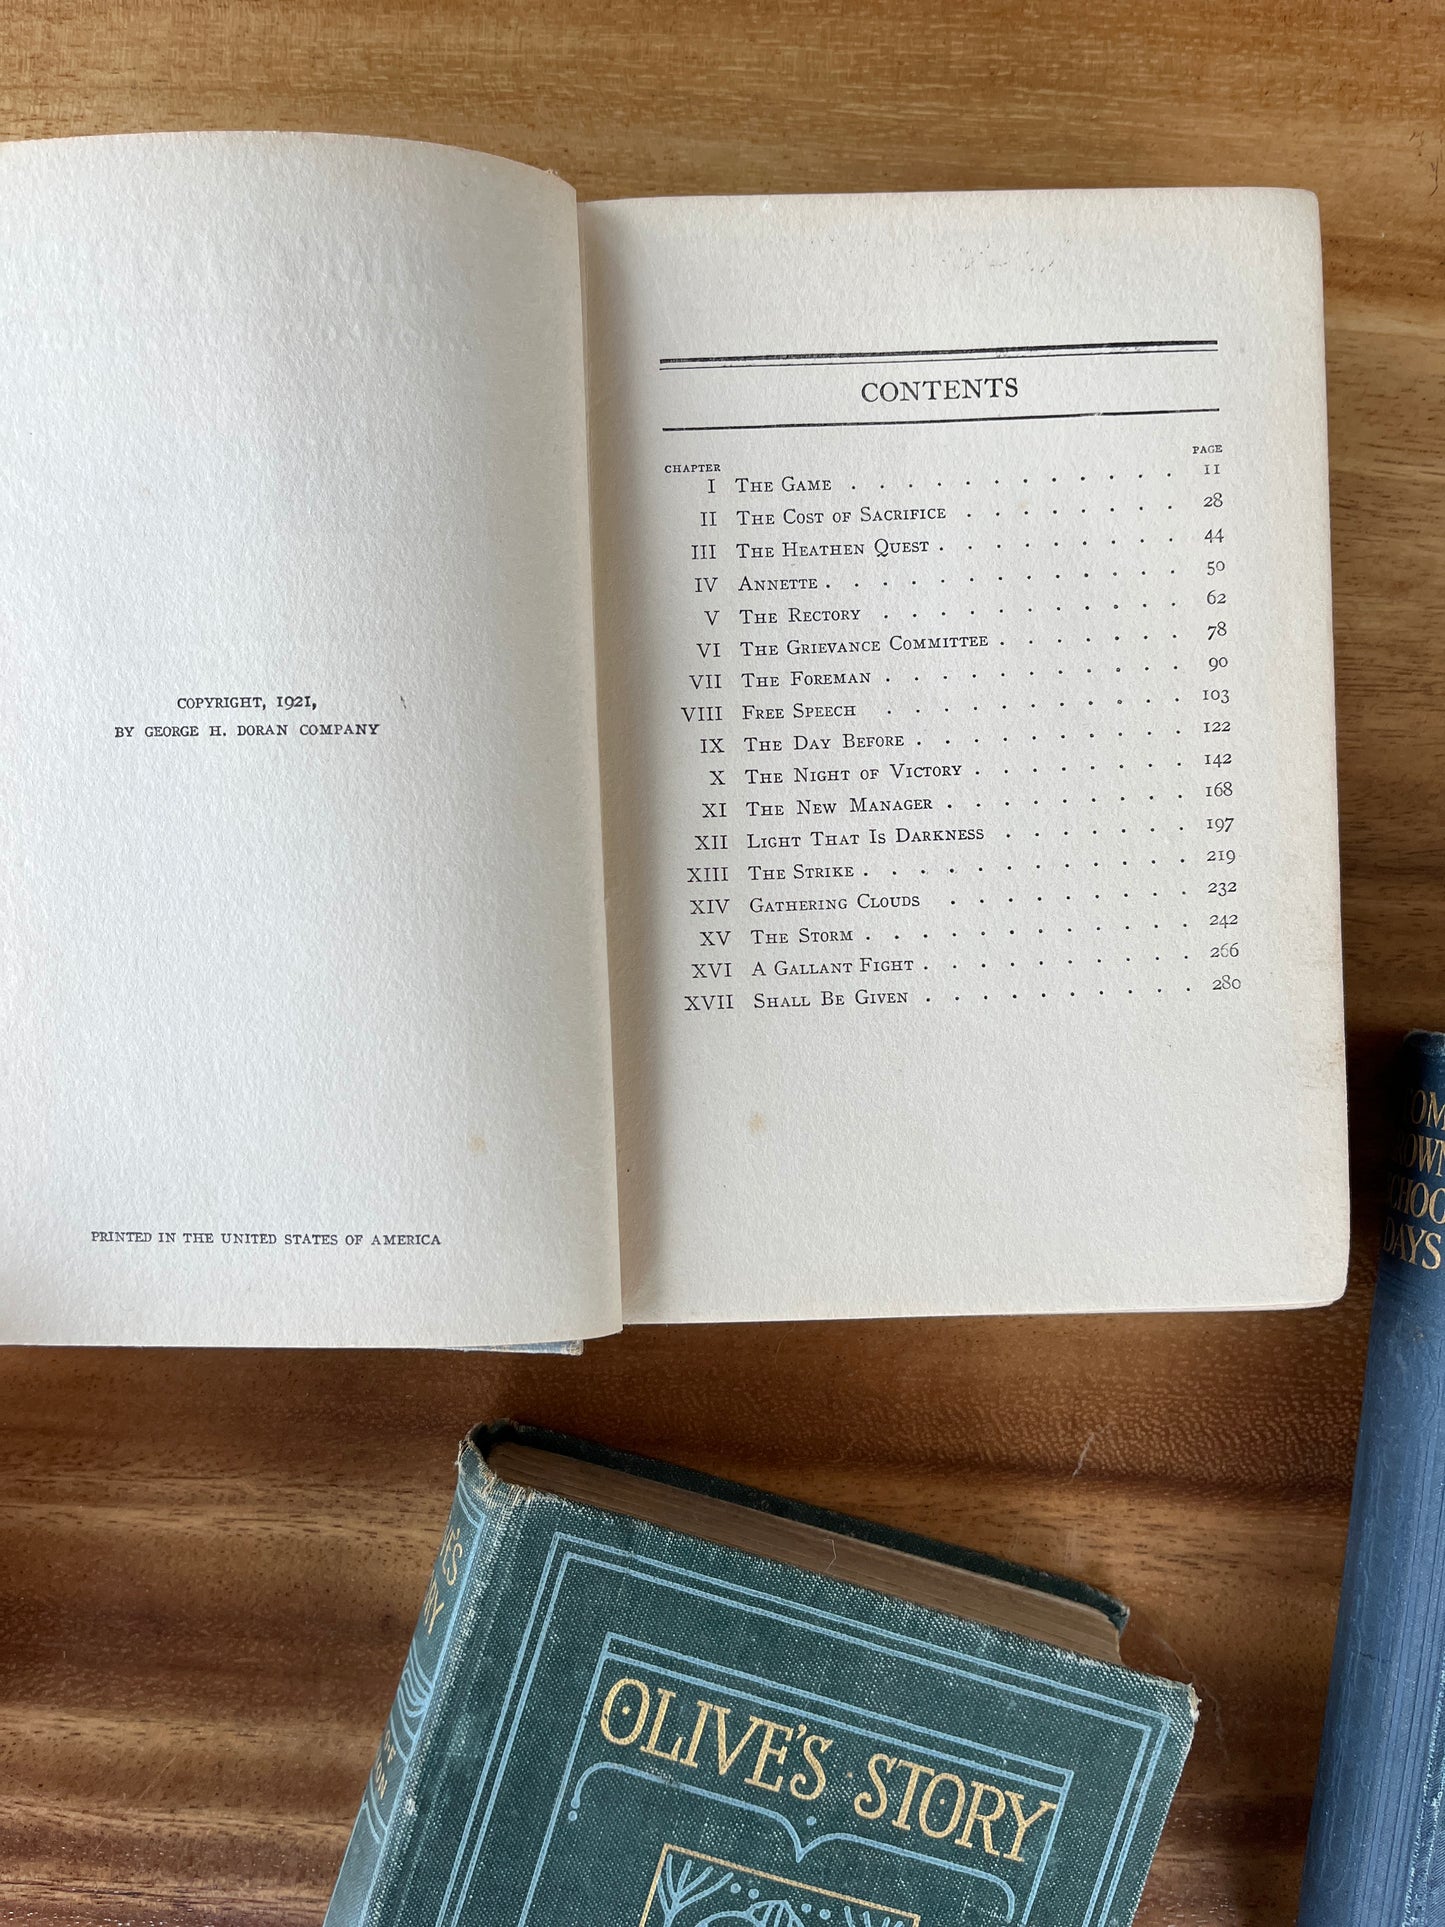 COPYRIGHT, 1921,
BY GEORGE H. DORAN COMPANY
PRINTED IN THE UNITED STATES OF AMERICA
CONTENTS
CHAPTER PAGE
I THE GAME . . . . . . . . . . . . 11
II THE COST OF SACRIFICE . . . . . . . . 28
III THE HEATHEN QUEST . . . . . . . . . 44
IV ANNETTE . . . . . . . . . . . . . 50
V THE RECTORY . . . . . . . . . . . 62
VI THE GRIEVANCE COMMITTEE . . . . . . . 78
VII THE FOREMAN . . . . . . . . . . . 90
VIII FREE SPEECH . . . . . . . . . . . 103
IX THE DAY BEFORE . . . . . . . . . . 122
X THE NIGHT OF VICTORY . . . . . . . . 142
XI THE NEW MANAGER . . . . . . . . . 168
XII LIGHT THAT IS DARKNESS . . . . . . . 197
XIII THE STRIKE . . . . . . . . . . . . 219
XIV GATHERING CLOUDS . . . . . . . . . 232
XV THE STORM . . . . . . . . . . . . 242
XVI A GALLANT FIGHT . . . . . . . . . . 266
XVII SHALL BE GIVEN . . . . . . . . . . 280
OM
ROWN
CHOO
DAYS
OLIVE'S STORY
OF